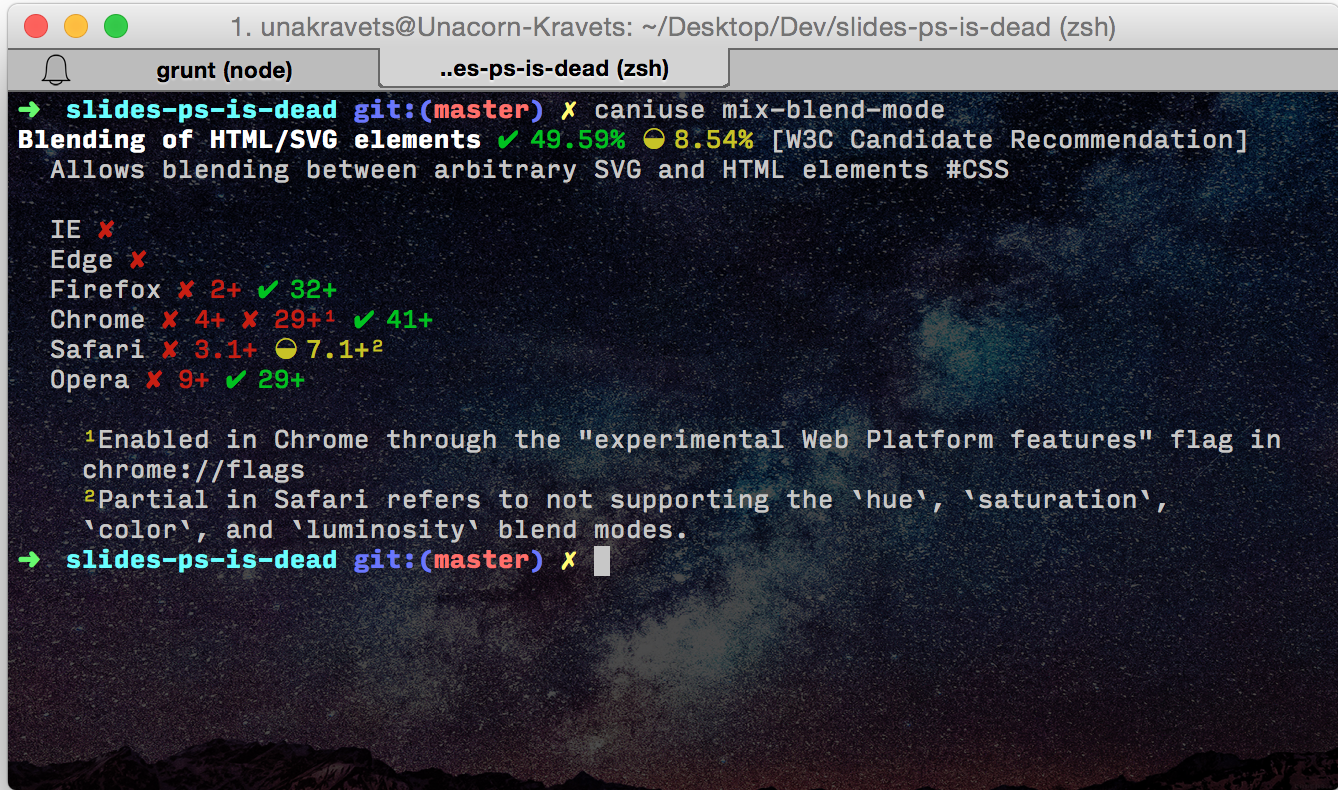 1. unakravets@Unacorn-Kravets: ~/Desktop/Dev/slides-ps-is-dead (zsh)
grunt (node) ..es-ps-is-dead (zsh)
➜ slides-ps-is-dead git:(master) ✗ caniuse mix-blend-mode
Blending of HTML/SVG elements ✔ 49.59% ◒ 8.54% [W3C Candidate Recommendation]
Allows blending between arbitrary SVG and HTML elements #CSS
IE ✘
Edge ✘
Firefox ✘ 2+ ✔ 32+
Chrome ✘ 4+ ✘ 29+¹ ✔ 41+
Safari ✘ 3.1+ ◒ 7.1+²
Opera ✘ 9+ ✔ 29+
¹Enabled in Chrome through the "experimental Web Platform features" flag in
chrome://flags
²Partial in Safari refers to not supporting the `hue`, `saturation`,
`color`, and `luminosity` blend modes.
➜ slides-ps-is-dead git:(master) ✗